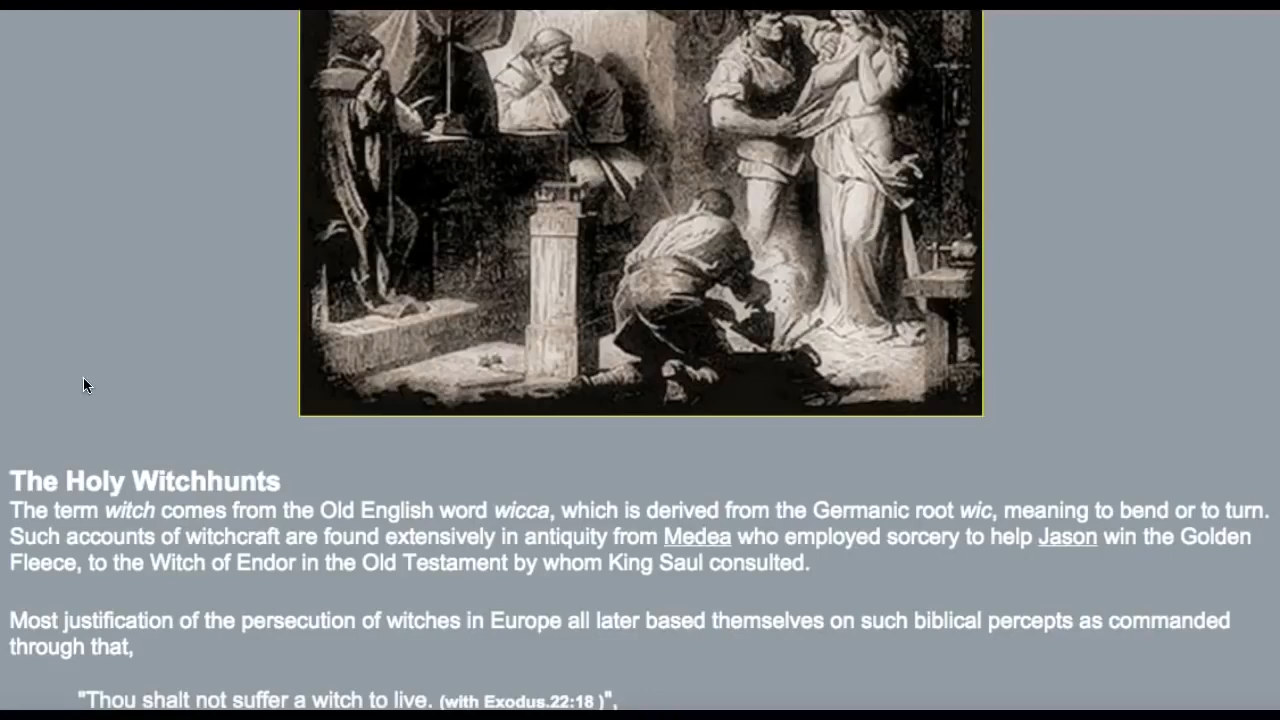 The Holy Witchhunts
The term witch comes from the Old English word wicca, which is derived from the Germanic root wic, meaning to bend or to turn.
Such accounts of witchcraft are found extensively in antiquity from Medea who employed sorcery to help Jason win the Golden
Fleece, to the Witch of Endor in the Old Testament by whom King Saul consulted.
Most justification of the persecution of witches in Europe all later based themselves on such biblical percepts as commanded
through that,
"Thou shalt not suffer a witch to live. (with Exodus.22:18 )",